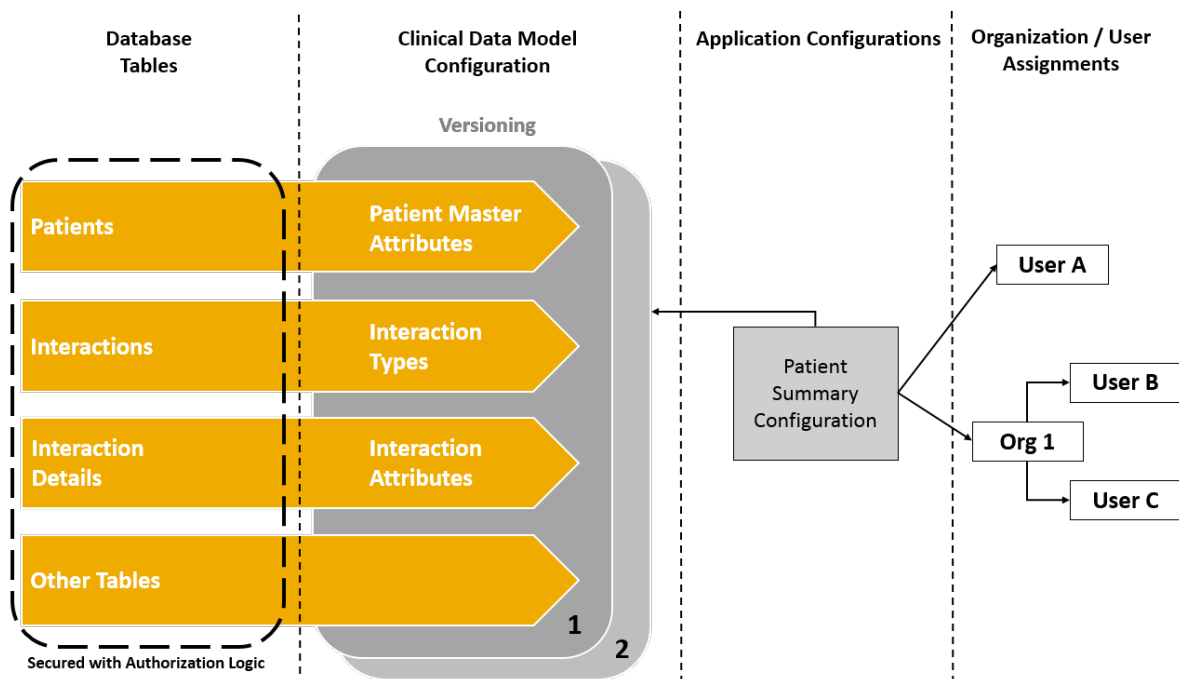 Database
Tables
Clinical Data Model
Configuration
Application Configurations
Organization / User
Assignments
Versioning
Patients
Patient Master
Attributes
Interactions
Interaction
Types
Interaction
Details
Interaction
Attributes
Other Tables
1
2
Secured with Authorization Logic
Patient
Summary
Configuration
User A
User B
Org 1
User C